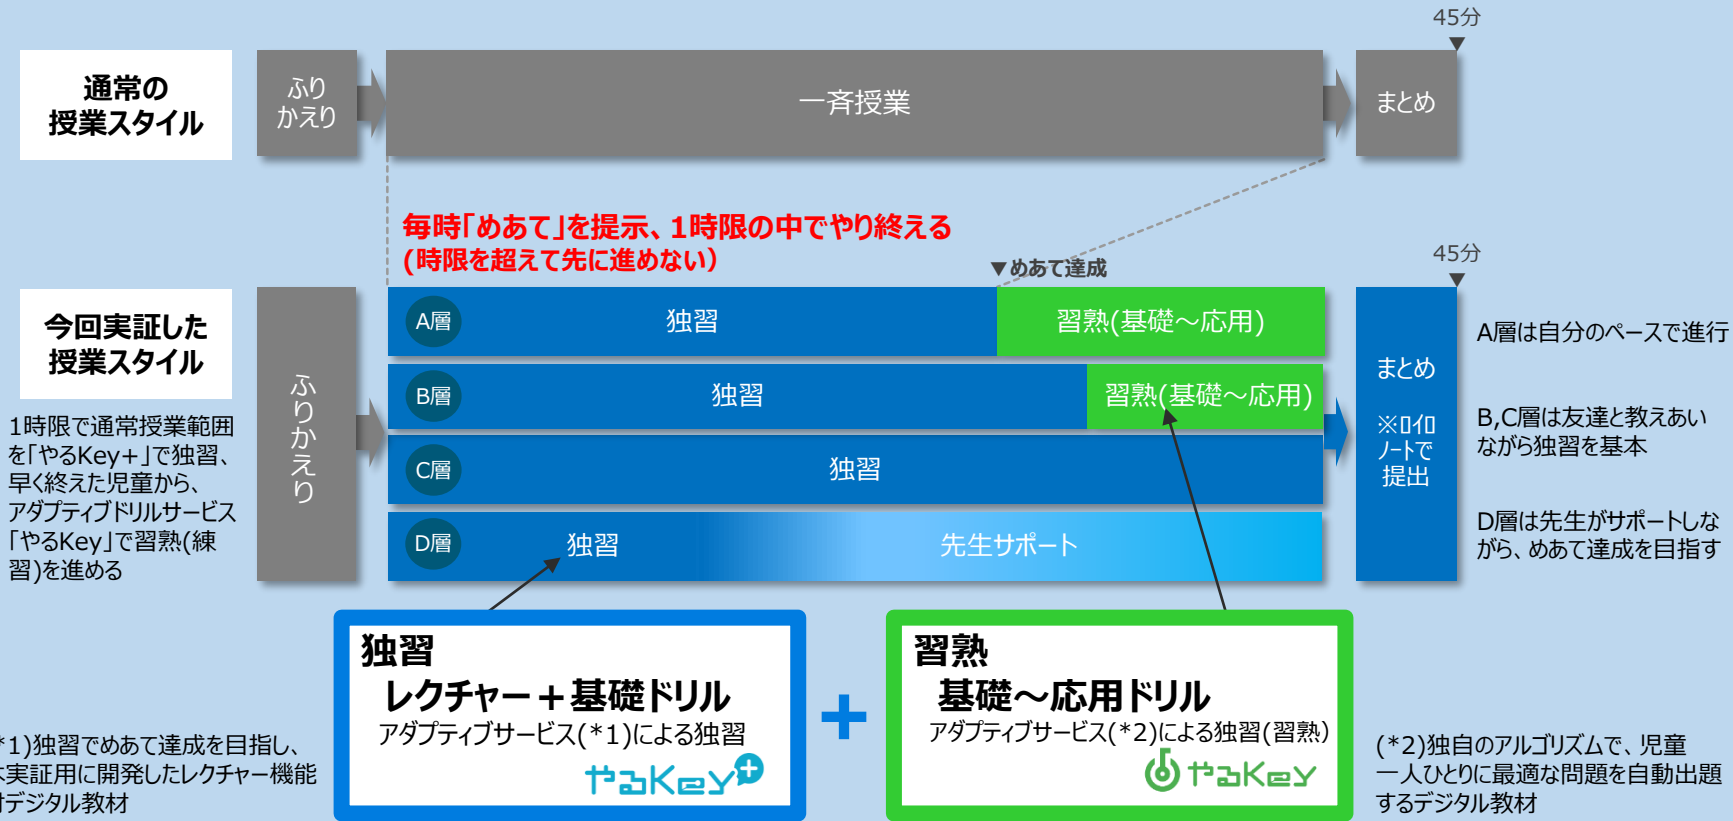 45分
▼
通常の
授業スタイル
ふり
かえり
一斉授業
まとめ
毎時「めあて」を提示、1時限の中でやり終える
(時限を超えて先に進めない）
▼めあて達成
45分
▼
今回実証した
授業スタイル
1時限で通常授業範囲
を「やるKey+」で独習、
早く終えた児童から、
アダプティブドリルサービス
「やるKey」で習熟(練
習)を進める
ふりかえり
A層
独習
習熟(基礎～応用)
B層
独習
習熟(基礎～応用)
C層
独習
D層
独習
先生サポート
まとめ
※ロイロ
ノートで
提出
A層は自分のペースで進行
B,C層は友達と教えあい
ながら独習を基本
D層は先生がサポートしな
がら、めあて達成を目指す
独習
レクチャー＋基礎ドリル
アダプティブサービス(*1)による独習
やるKey+
+
習熟
基礎～応用ドリル
アダプティブサービス(*2)による独習(習熟)
やるKey
*1)独習でめあて達成を目指し、
本実証用に開発したレクチャー機能
付デジタル教材
(*2)独自のアルゴリズムで、児童
一人ひとりに最適な問題を自動出題
するデジタル教材